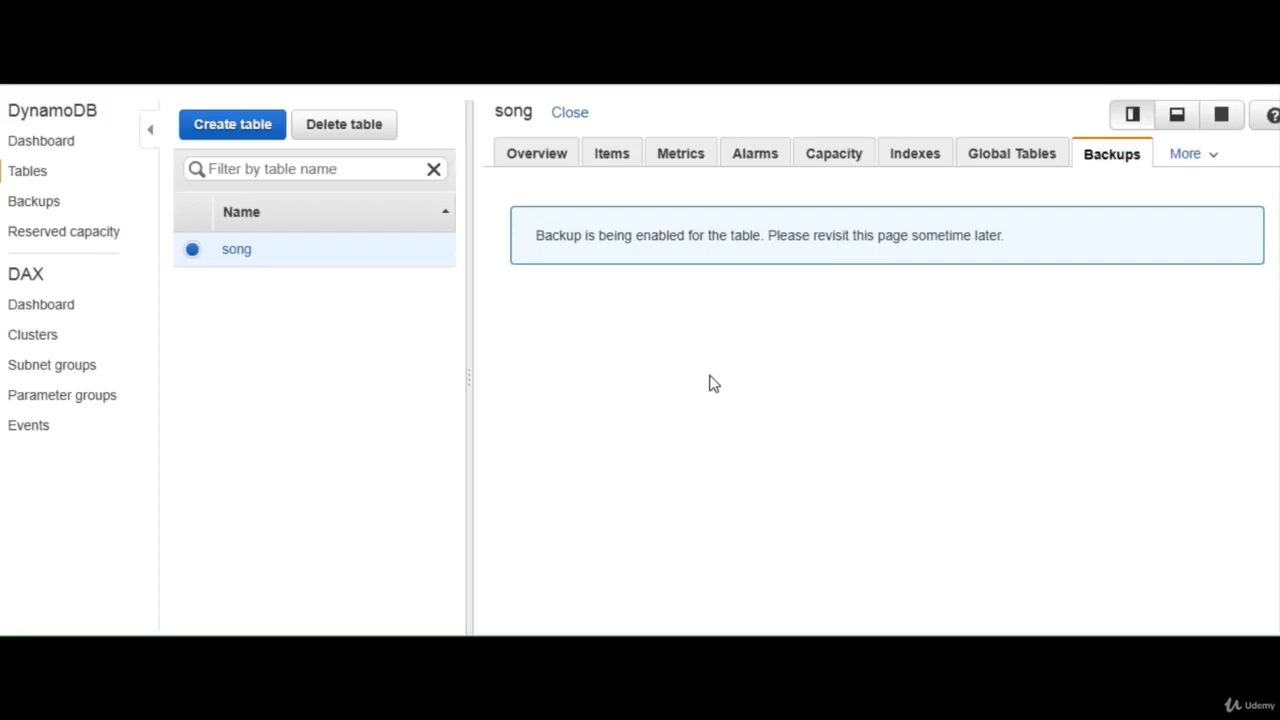 DynamoDB
Dashboard
Tables
Backups
Reserved capacity
DAX
Dashboard
Clusters
Subnet groups
Parameter groups
Events
Create table
Delete table
Filter by table name
Name
song
song Close
Overview Items Metrics Alarms Capacity Indexes Global Tables Backups More
Backup is being enabled for the table. Please revisit this page sometime later.
Udemy